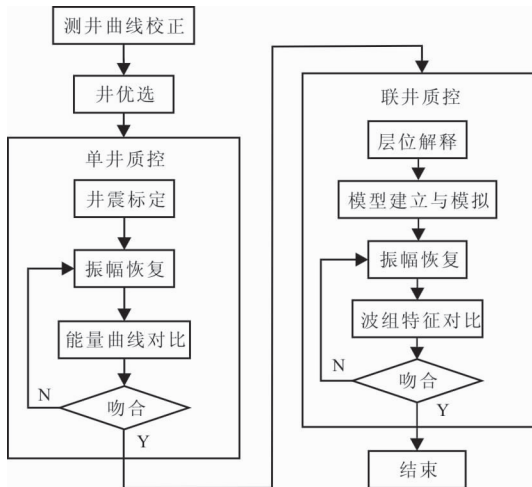 测井曲线校正
井优选
单井质控
井震标定
振幅恢复
能量曲线对比
吻合
N
Y
联井质控
层位解释
模型建立与模拟
振幅恢复
波组特征对比
吻合
N
Y
结束